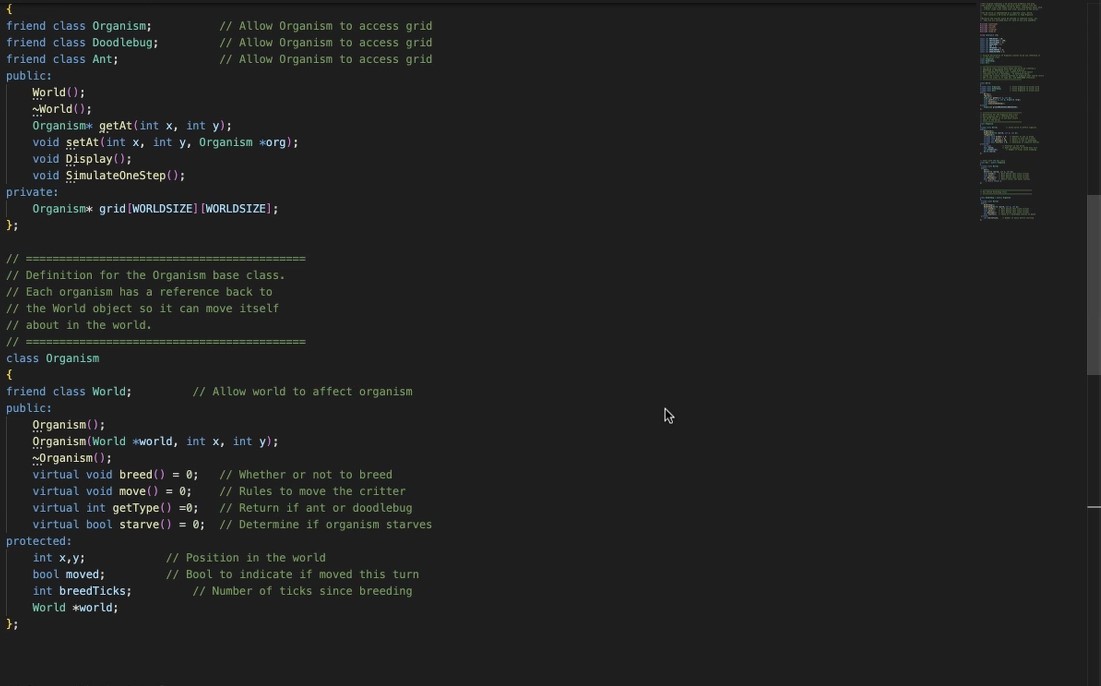 {
friend class Organism;          // Allow Organism to access grid
friend class Doodlebug;         // Allow Organism to access grid
friend class Ant;               // Allow Organism to access grid
public:
    World();
    ~World();
    Organism* getAt(int x, int y);
    void setAt(int x, int y, Organism *org);
    void Display();
    void SimulateOneStep();
private:
    Organism* grid[WORLDSIZE][WORLDSIZE];
};
// ==========================================
// Definition for the Organism base class.
// Each organism has a reference back to
// the World object so it can move itself
// about in the world.
// ==========================================
class Organism
{
friend class World;         // Allow world to affect organism
public:
    Organism();
    Organism(World *world, int x, int y);
    ~Organism();
    virtual void breed() = 0;   // Whether or not to breed
    virtual void move() = 0;    // Rules to move the critter
    virtual int getType() =0;   // Return if ant or doodlebug
    virtual bool starve() = 0;  // Determine if organism starves
protected:
    int x,y;            // Position in the world
    bool moved;         // Bool to indicate if moved this turn
    int breedTicks;         // Number of ticks since breeding
    World *world;
};